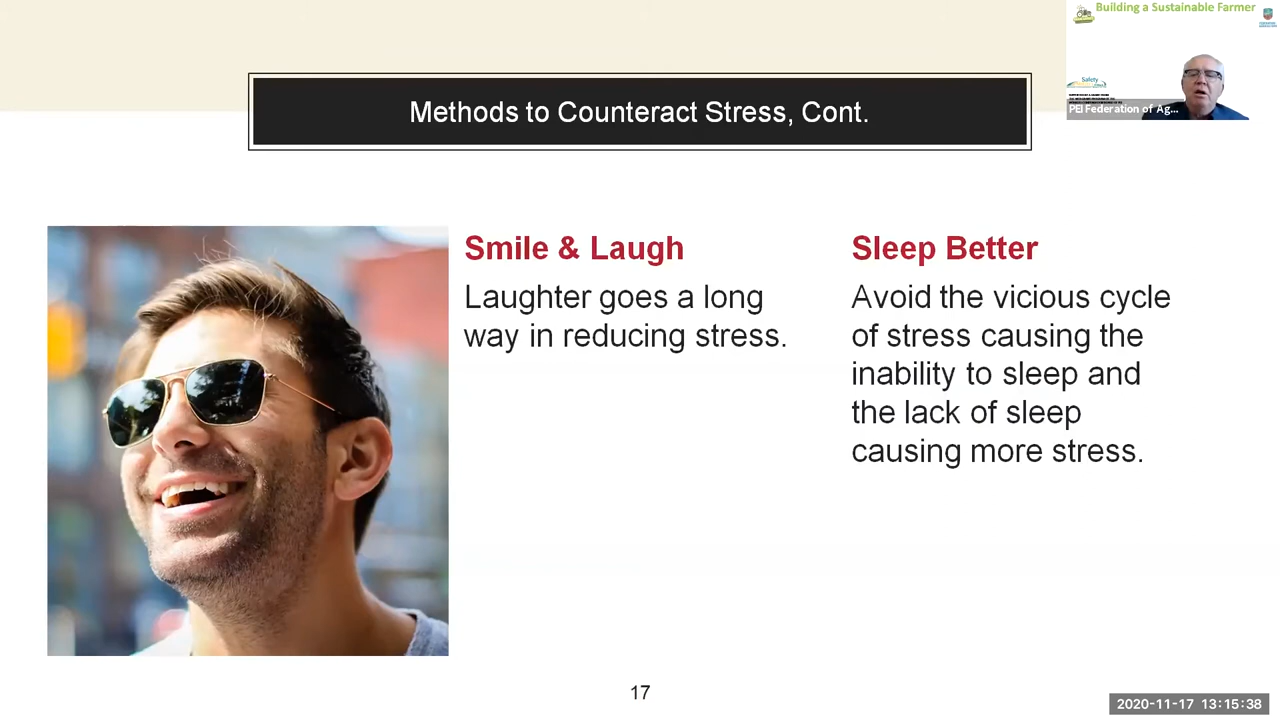 Building a Sustainable Farmer
Safety
PEI Federation of Ag...
Methods to Counteract Stress, Cont.
Smile & Laugh
Laughter goes a long
way in reducing stress.
Sleep Better
Avoid the vicious cycle
of stress causing the
inability to sleep and
the lack of sleep
causing more stress.
17
2020-11-17 13:15:38